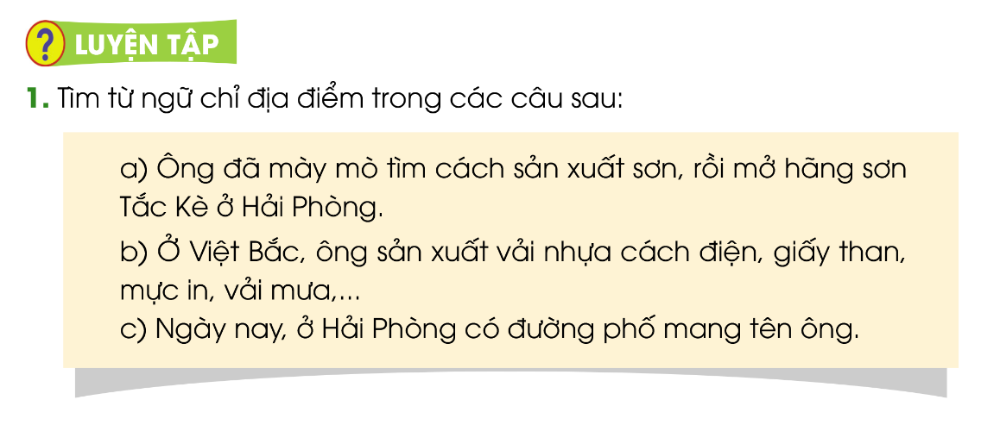 ? LUYỆN TẬP
1. Tìm từ ngữ chỉ địa điểm trong các câu sau:
a) Ông đã mày mò tìm cách sản xuất sơn, rồi mở hãng sơn
Tắc Kè ở Hải Phòng.
b) Ở Việt Bắc, ông sản xuất vải nhựa cách điện, giấy than,
mực in, vải mưa,...
c) Ngày nay, ở Hải Phòng có đường phố mang tên ông.